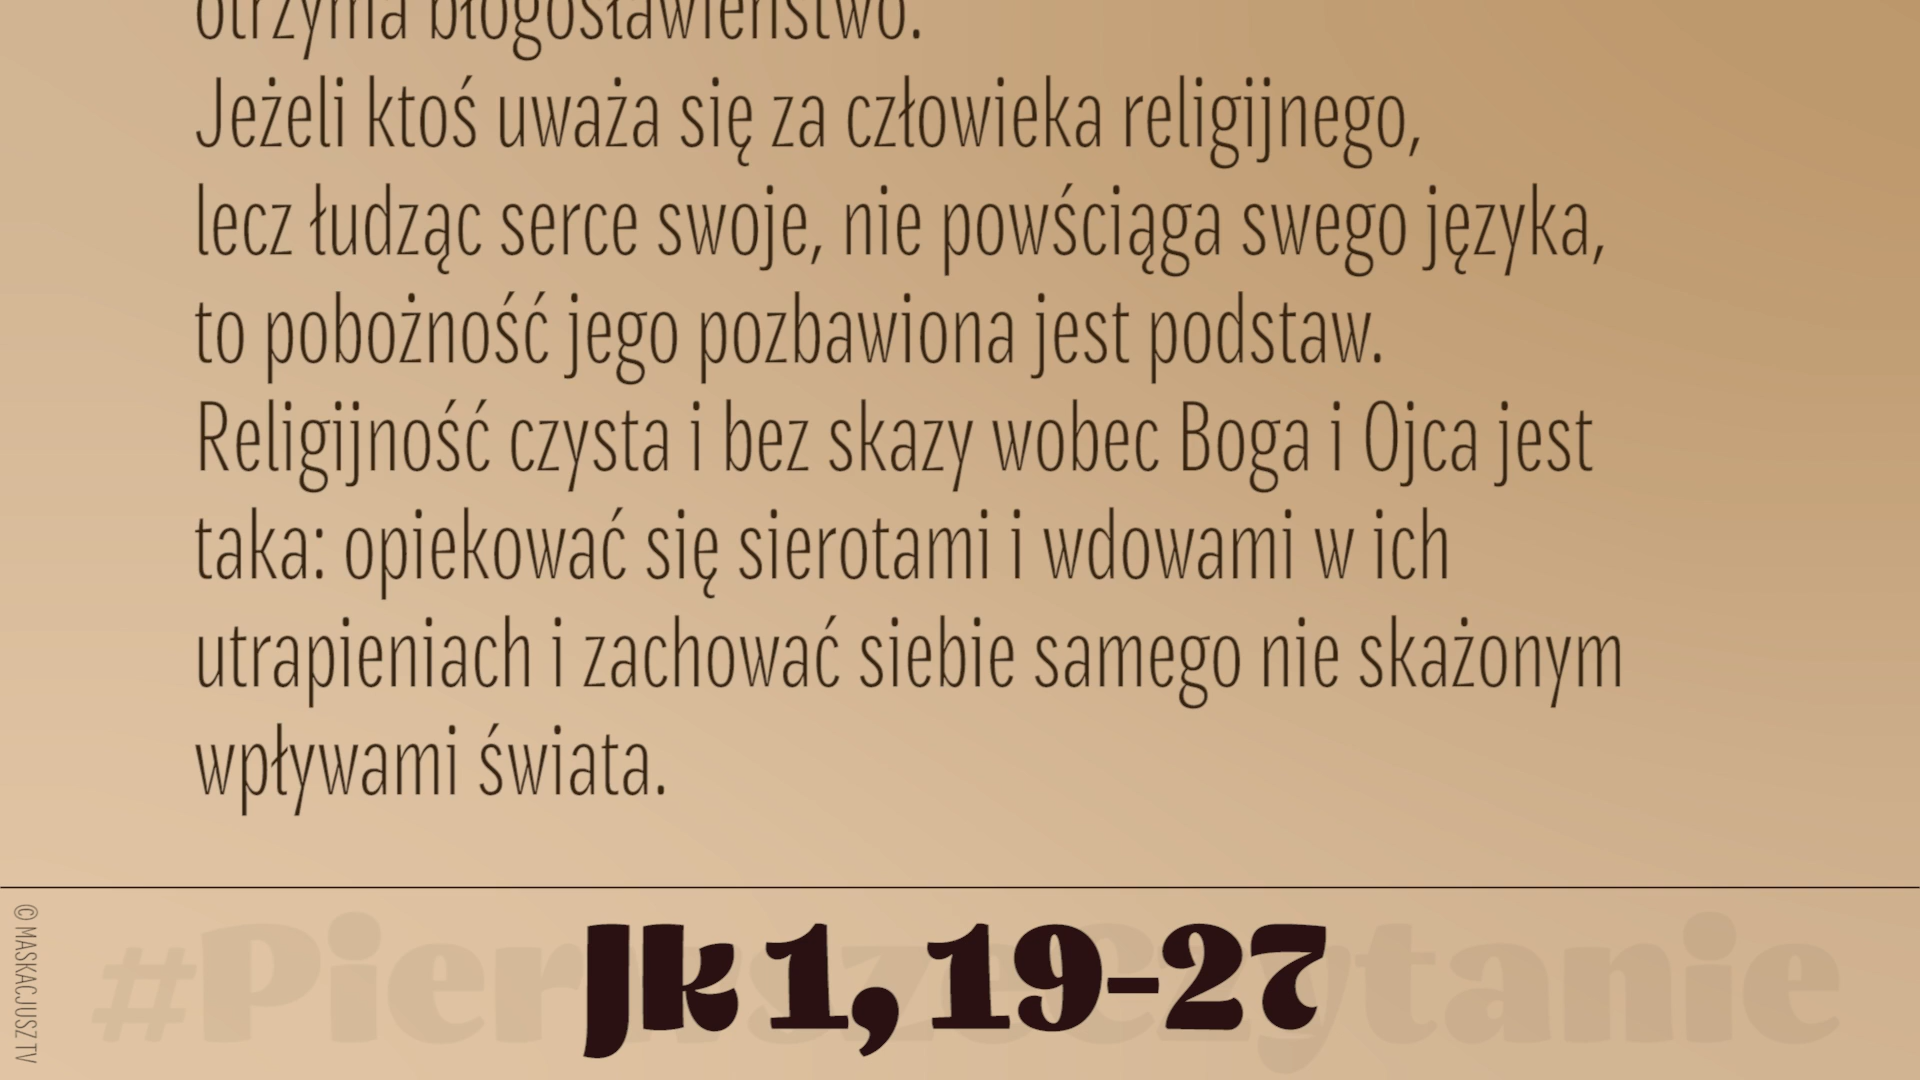 otrzyma błogosławieństwo.
Jeżeli ktoś uważa się za człowieka religijnego,
lecz łudząc serce swoje, nie powściąga swego języka,
to pobożność jego pozbawiona jest podstaw.
Religijność czysta i bez skazy wobec Boga i Ojca jest
taka: opiekować się sierotami i wdowami w ich
utrapieniach i zachować siebie samego nie skażonym
wpływami świata.
#PierwszeCzytanie
Jk 1, 19-27
© MASKACJUSZ TV